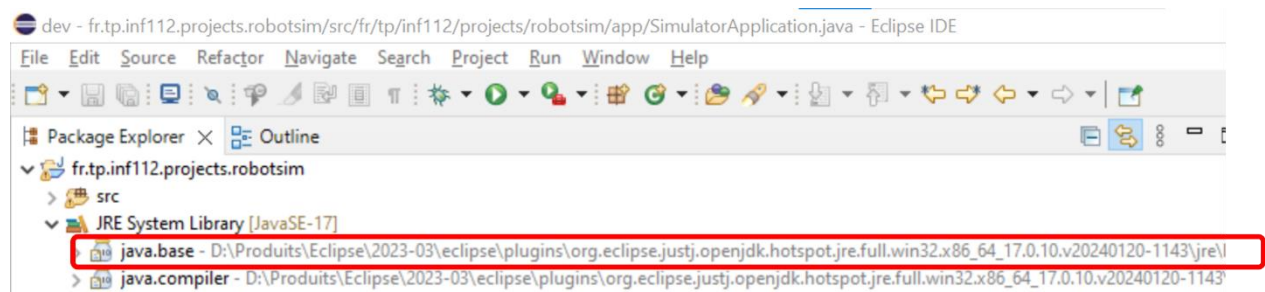 dev - fr.tp.inf112.projects.robotsim/src/fr/tp/inf112/projects/robotsim/app/SimulatorApplication.java - Eclipse IDE
File Edit Source Refactor Navigate Search Project Run Window Help
Package Explorer Outline
fr.tp.inf112.projects.robotsim
src
JRE System Library [JavaSE-17]
java.base - D:\Produits\Eclipse\2023-03\eclipse\plugins\org.eclipse.justj.openjdk.hotspot.jre.full.win32.x86_64_17.0.10.v20240120-1143\jre\
java.compiler - D:\Produits\Eclipse\2023-03\eclipse\plugins\org.eclipse.justj.openjdk.hotspot.jre.full.win32.x86_64_17.0.10.v20240120-1143